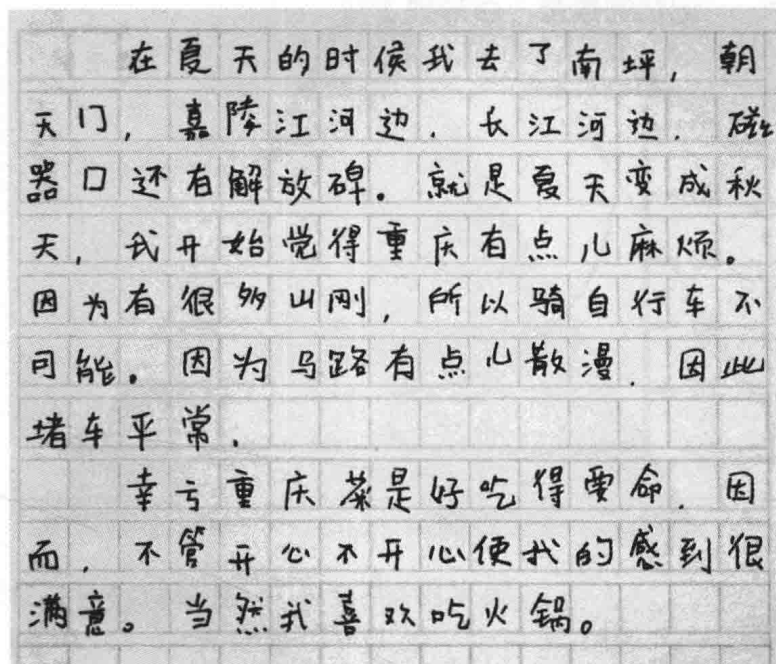 在夏天的时侯我去了南坪，朝
天门，嘉陵江河边．长江河边．磁
器口还有解放碑。就是夏天变成秋
天，我开始觉得重庆有点儿麻烦。
因为有很多山刚，所以骑自行车不
可能。因为马路有点儿散漫．因此
堵车平常．
幸亏重庆菜是好吃得要命．因
而，不管开心不开心使我的感到很
满意。当然我喜欢吃火锅。